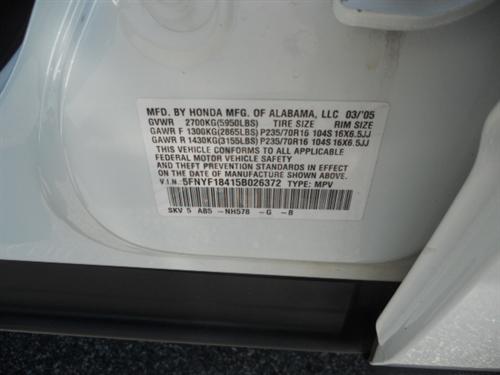 MFD. BY HONDA MFG. OF ALABAMA, LLC 03/'05
GVWR 2700KG(5950LBS) TIRE SIZE RIM SIZE
GAWR F 1300KG(2865LBS) P235/70R16 104S 16X6.5JJ
GAWR R 1430KG(3155LBS) P235/70R16 104S 16X6.5JJ
THIS VEHICLE CONFORMS TO ALL APPLICABLE
FEDERAL MOTOR VEHICLE SAFETY
AND THEFT PREVENTION STANDARDS IN EFFECT
ON THE DATE OF MANUFACTURE SHOWN ABOVE.
V.I.N. 5FNYF18415B026372 TYPE: MPV
SKV 5 AB5 -NH578 -G -B